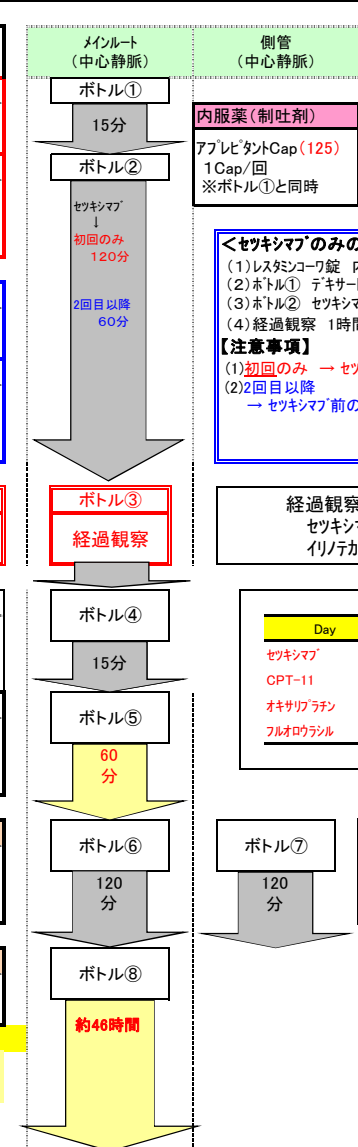 メインルート
（中心静脈）
側管
（中心静脈）
ボトル①
15分
内服薬（制吐剤）
アプレピタントCap（125）
1Cap/回
※ボトル①と同時
ボトル②
セツキシマブ
↓
初回のみ
120分
2回目以降
60分
＜セツキシマブのみの
（1）レスタミンコーワ錠
（2）ボトル① デキサ
（3）ボトル② セツキシマ
（4）経過観察 1時間
【注意事項】
(1)初回のみ → セツ
(2)2回目以降
→ セツキシマブ前の
ボトル③
経過観察
経過観察
セツキシマ
イリノテカ
ボトル④
15分
Day
セツキシマブ
CPT-11
オキサリプラチン
フルオロウラシル
ボトル⑤
60
分
ボトル⑥
120
分
ボトル⑦
120
分
ボトル⑧
約46時間